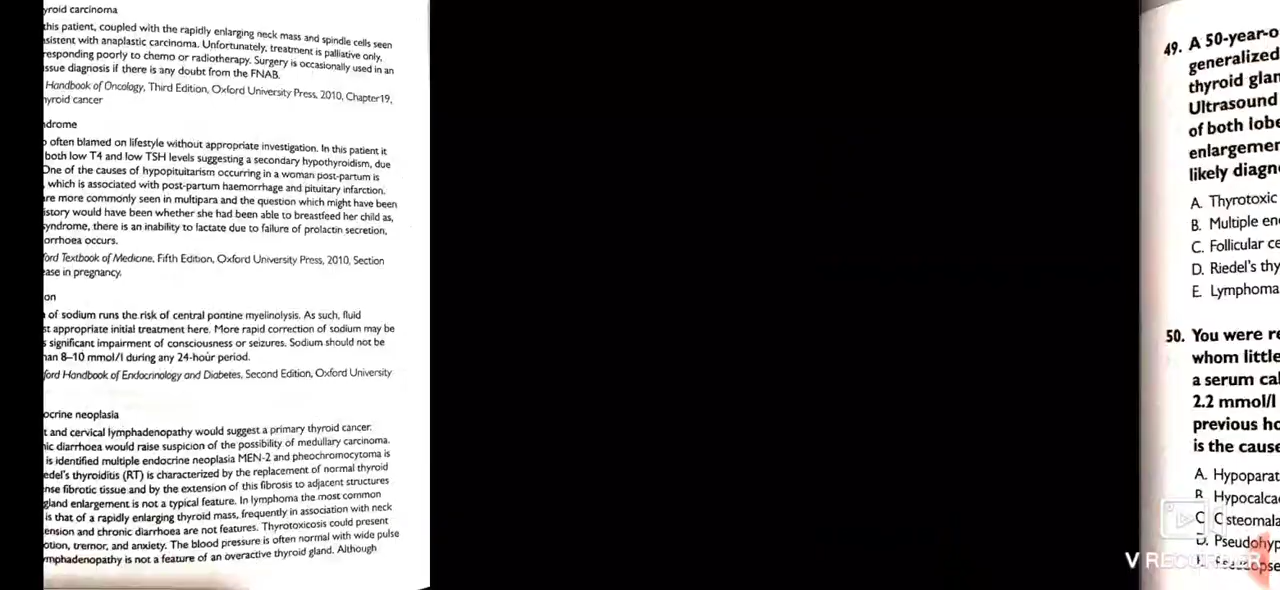 yroid carcinoma
this patient, coupled with the rapidly enlarging neck mass and spindle cells seen
nsistent with anaplastic carcinoma. Unfortunately, treatment is palliative only,
responding poorly to chemo or radiotherapy. Surgery is occasionally used in an
issue diagnosis if there is any doubt from the FNAB.
Handbook of Oncology, Third Edition, Oxford University Press, 2010, Chapter19,
hyroid cancer
drome
o often blamed on lifestyle without appropriate investigation. In this patient it
both low T4 and low TSH levels suggesting a secondary hypothyroidism, due
One of the causes of hypopituitarism occurring in a woman post-partum is
, which is associated with post-partum haemorrhage and pituitary infarction.
re more commonly seen in multipara and the question which might have been
istory would have been whether she had been able to breastfeed her child as,
syndrome, there is an inability to lactate due to failure of prolactin secretion,
orrhoea occurs.
ford Textbook of Medicine, Fifth Edition, Oxford University Press, 2010, Section
ease in pregnancy.
on
of sodium runs the risk of central pontine myelinolysis. As such, fluid
st appropriate initial treatment here. More rapid correction of sodium may be
s significant impairment of consciousness or seizures. Sodium should not be
han 8–10 mmol/l during any 24-hour period.
ford Handbook of Endocrinology and Diabetes, Second Edition, Oxford University
ocrine neoplasia
t and cervical lymphadenopathy would suggest a primary thyroid cancer.
ic diarrhoea would raise suspicion of the possibility of medullary carcinoma.
is identified multiple endocrine neoplasia MEN-2 and pheochromocytoma is
edel's thyroiditis (RT) is characterized by the replacement of normal thyroid
nse fibrotic tissue and by the extension of this fibrosis to adjacent structures
gland enlargement is not a typical feature. In lymphoma the most common
is that of a rapidly enlarging thyroid mass, frequently in association with neck
ension and chronic diarrhoea are not features. Thyrotoxicosis could present
otion, tremor, and anxiety. The blood pressure is often normal with wide pulse
mphadenopathy is not a feature of an overactive thyroid gland. Although
49. A 50-year-o
generalized
thyroid glan
Ultrasound
of both lobe
enlargemen
likely diagn
A. Thyrotoxic
B. Multiple en
C. Follicular ce
D. Riedel's thy
E. Lymphoma
50. You were re
whom little
a serum cal
2.2 mmol/l
previous ho
is the cause
A. Hypoparat
B. Hypocalcae
C. Osteomala
D. Pseudohyp
V RECORDER